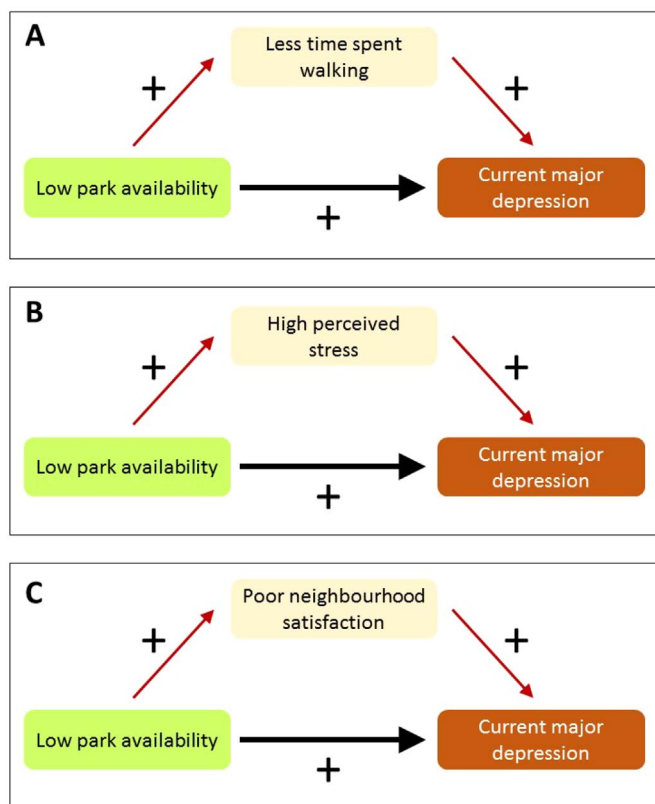 A
Less time spent
walking
+
+
Low park availability
Current major
depression
+
B
High perceived
stress
+
+
Low park availability
Current major
depression
+
C
Poor neighbourhood
satisfaction
+
+
Low park availability
Current major
depression
+